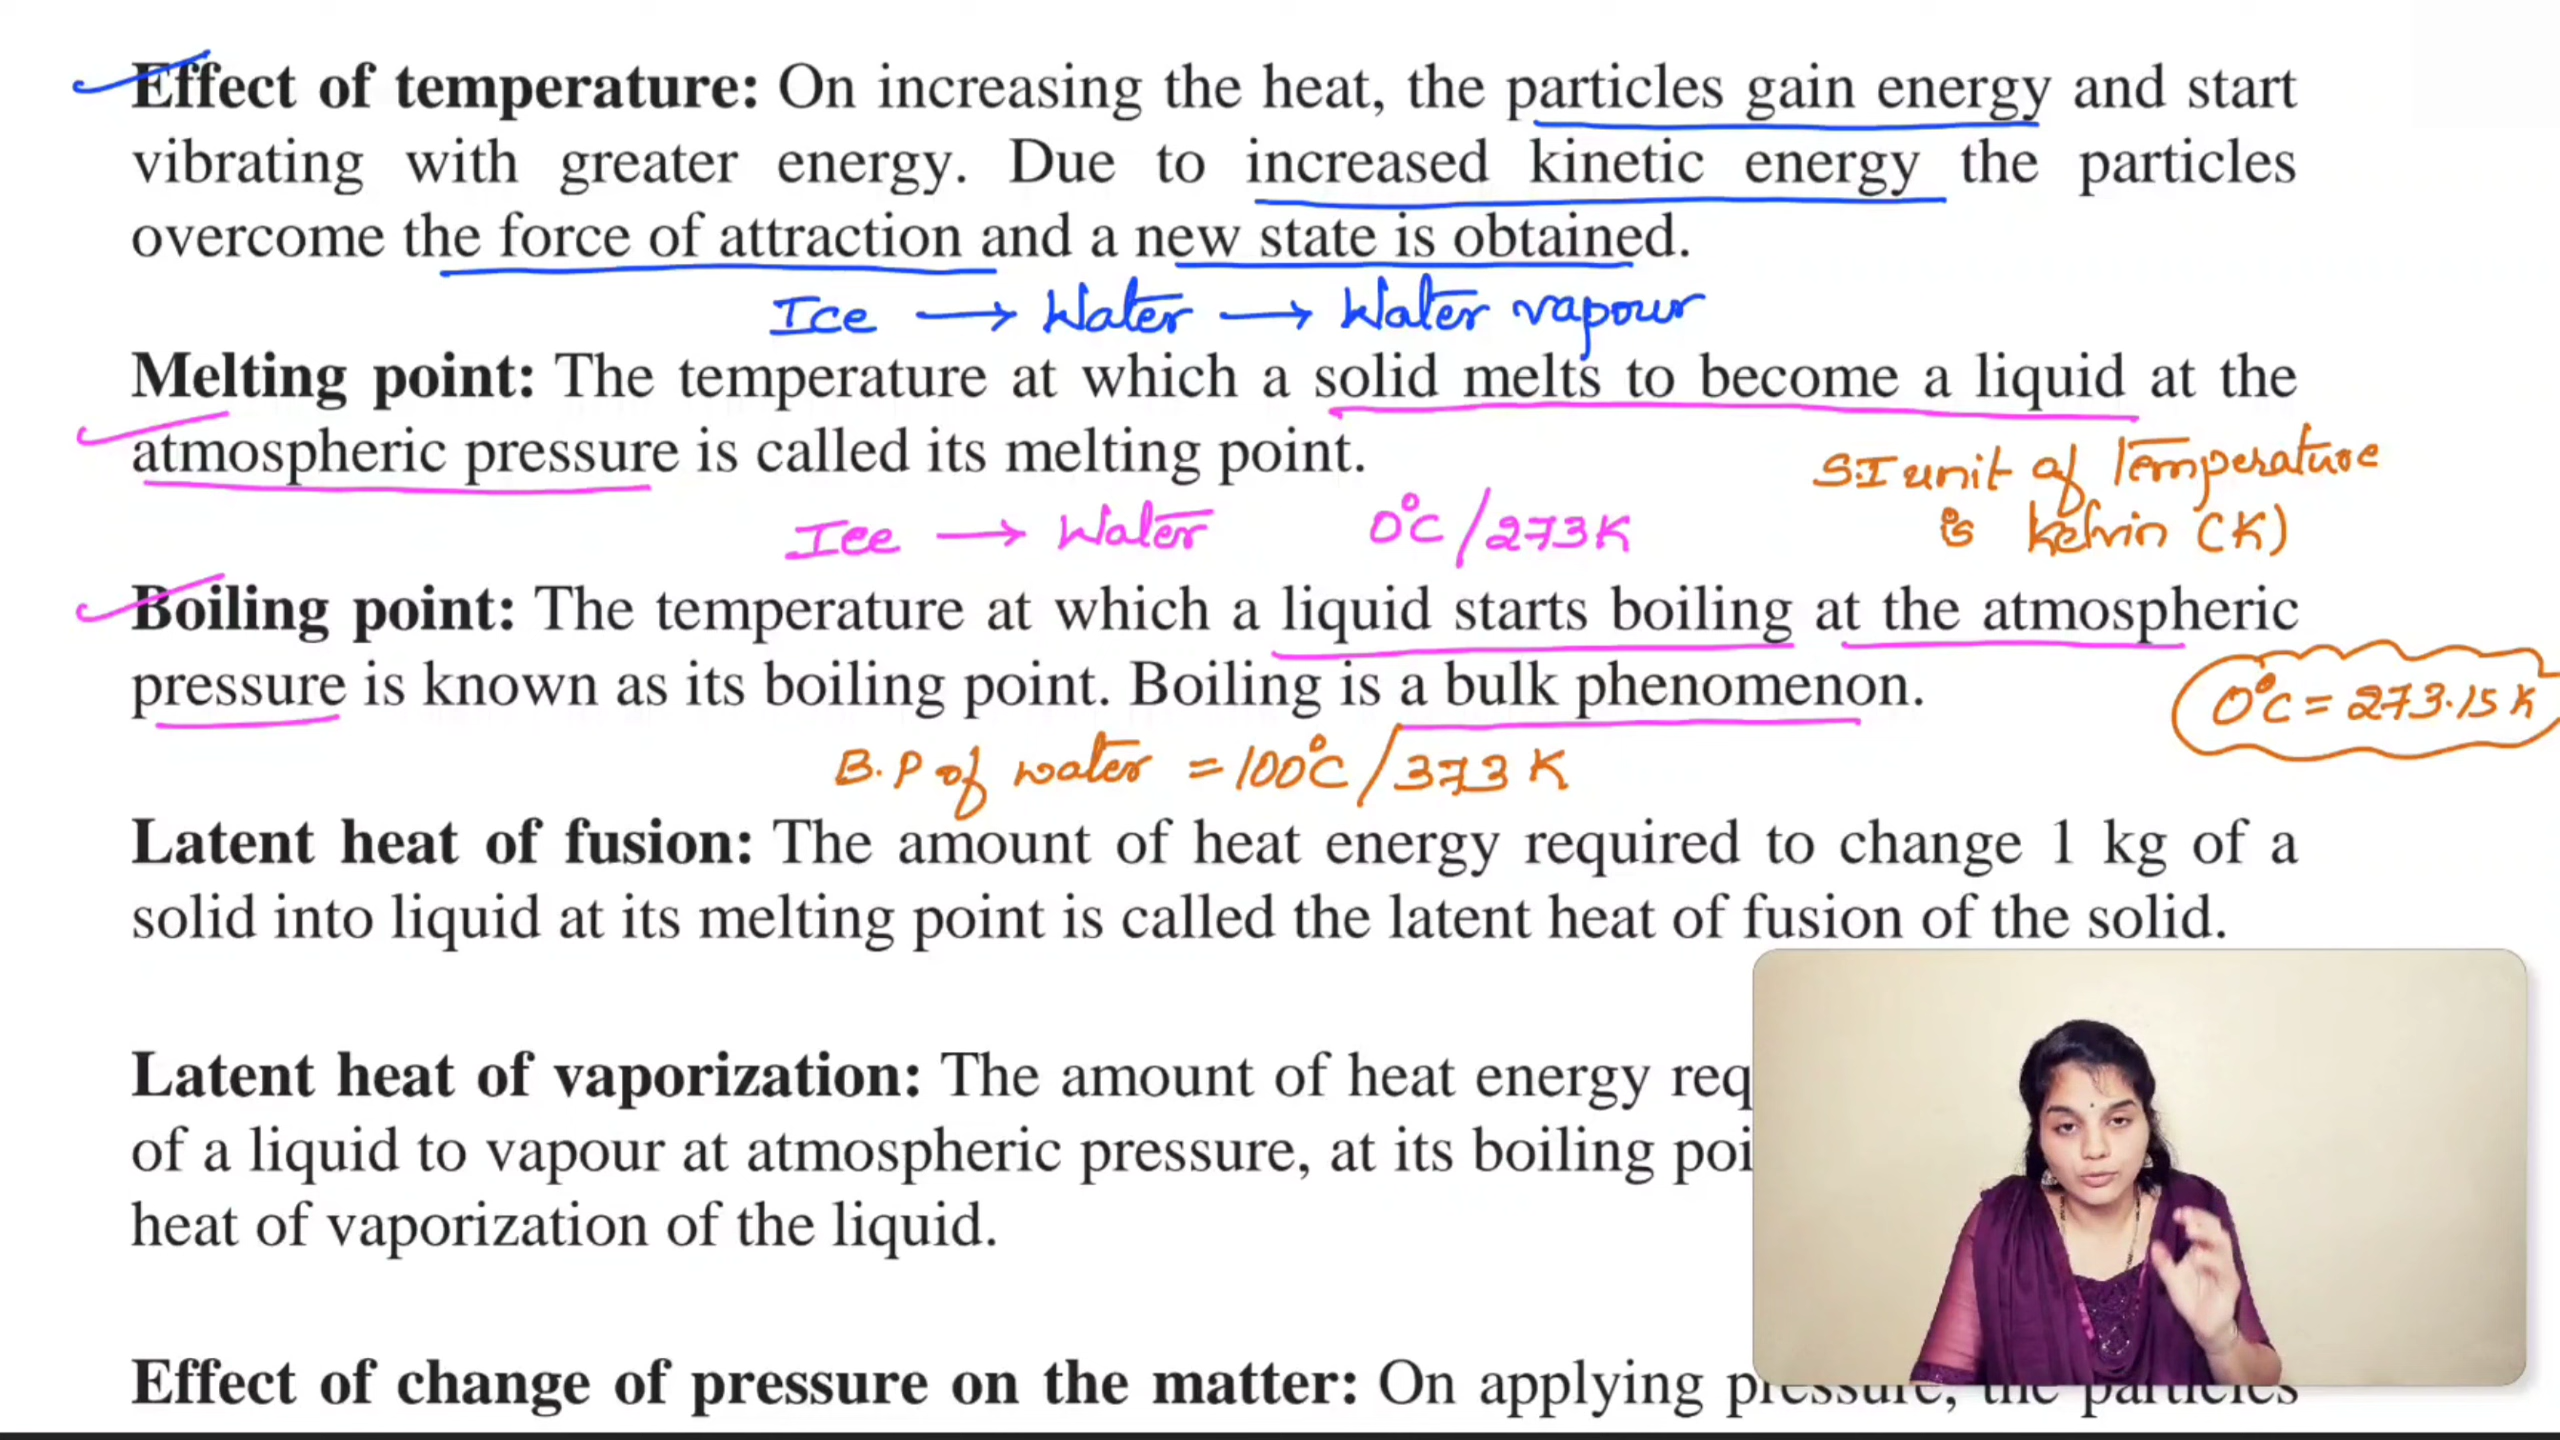 Effect of temperature: On increasing the heat, the particles gain energy and start
vibrating with greater energy. Due to increased kinetic energy the particles
overcome the force of attraction and a new state is obtained.
Ice → Water → Water vapour
Melting point: The temperature at which a solid melts to become a liquid at the
atmospheric pressure is called its melting point.
S.I unit of Temperature
is kelvin (K)
Ice → Water 0°C/273K
Boiling point: The temperature at which a liquid starts boiling at the atmospheric
pressure is known as its boiling point. Boiling is a bulk phenomenon.
0°C = 273.15 K
B.P of water = 100°C/373 K
Latent heat of fusion: The amount of heat energy required to change 1 kg of a
solid into liquid at its melting point is called the latent heat of fusion of the solid.
Latent heat of vaporization: The amount of heat energy req
of a liquid to vapour at atmospheric pressure, at its boiling poi
heat of vaporization of the liquid.
Effect of change of pressure on the matter: On applying pressure, the particles